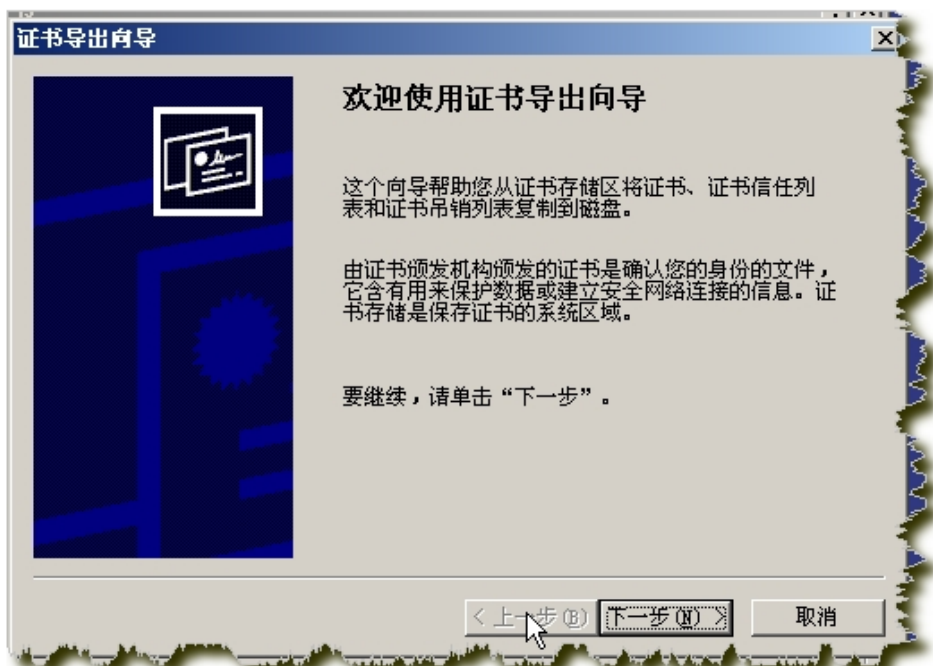 证书导出向导
欢迎使用证书导出向导
这个向导帮助您从证书存储区将证书、证书信任列
表和证书吊销列表复制到磁盘。
由证书颁发机构颁发的证书是确认您的身份的文件，
它含有用来保护数据或建立安全网络连接的信息。证
书存储是保存证书的系统区域。
要继续，请单击“下一步”。
< 上一步(B) 下一步(N) > 取消